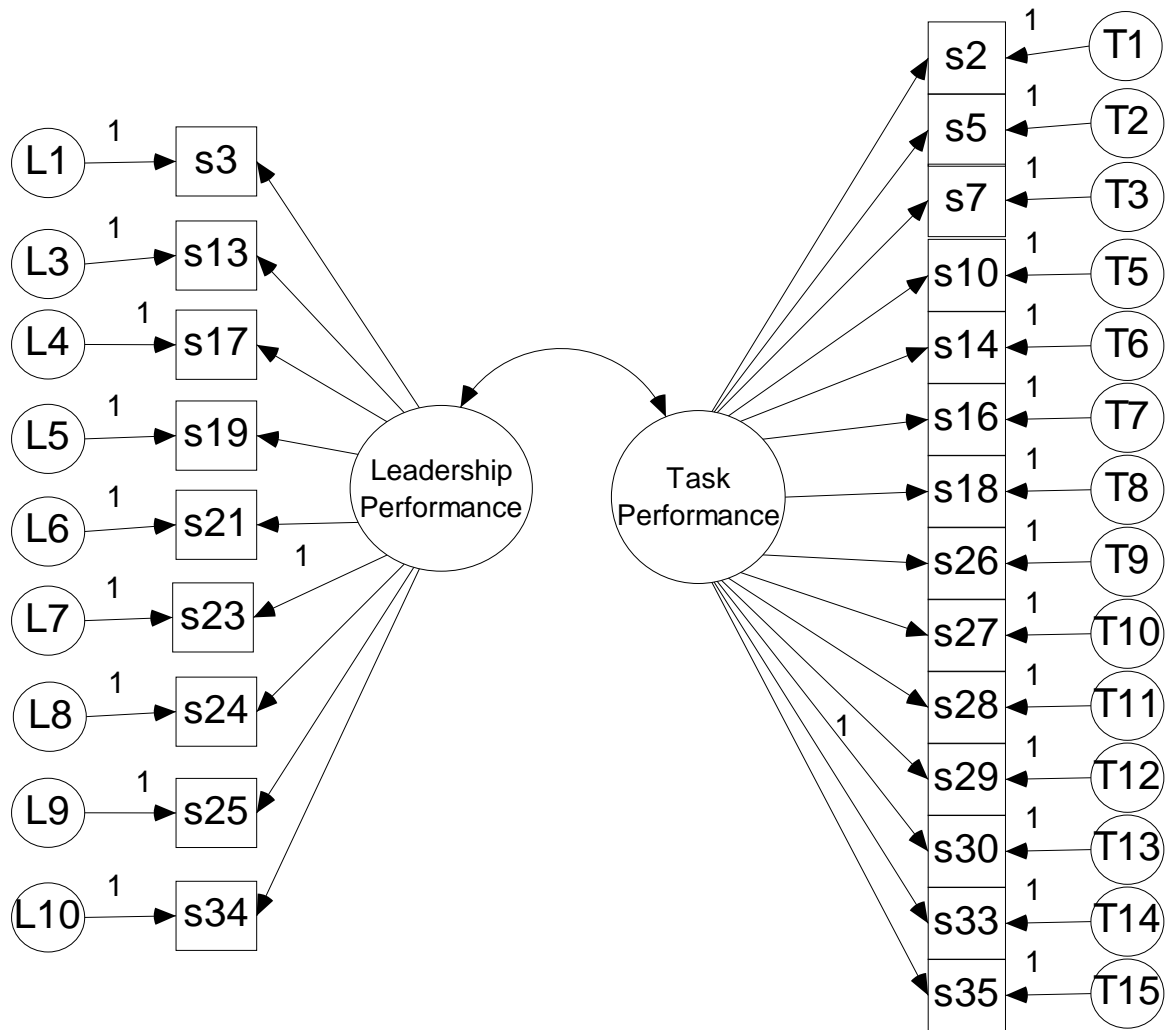 1
T1
s2
1
T2
s5
1
L1
s3
1
T3
s7
1
L3
s13
1
T5
s10
1
L4
s17
1
T6
s14
1
L5
s19
1
T7
s16
Leadership
Performance
Task
Performance
1
T8
s18
1
L6
s21
1
1
T9
s26
1
L7
s23
1
T10
s27
1
L8
s24
1
T11
s28
1
1
L9
s25
1
T12
s29
1
T13
s30
1
L10
s34
1
T14
s33
1
T15
s35